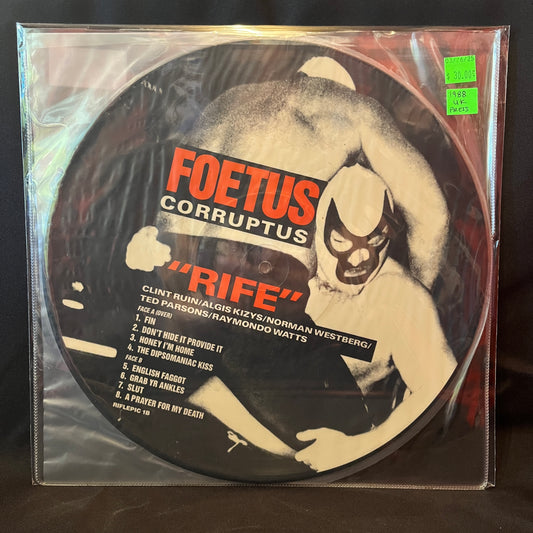 $ 30.00
1988
UK
PRESS
FOETUS
CORRUPTUS
"RIFE"
CLINT RUIN/ALGIS KIZYS/NORMAN WESTBERG/
TED PARSONS/RAYMONDO WATTS
FACE A (OVER)
1. FIN
2. DON'T HIDE IT PROVIDE IT
3. HONEY I'M HOME
4. THE DIPSOMANIAC KISS
FACE B
5. ENGLISH FAGGOT
6. GRAB YR ANKLES
7. SLUT
8. A PRAYER FOR MY DEATH
RIFLEPIC 1B